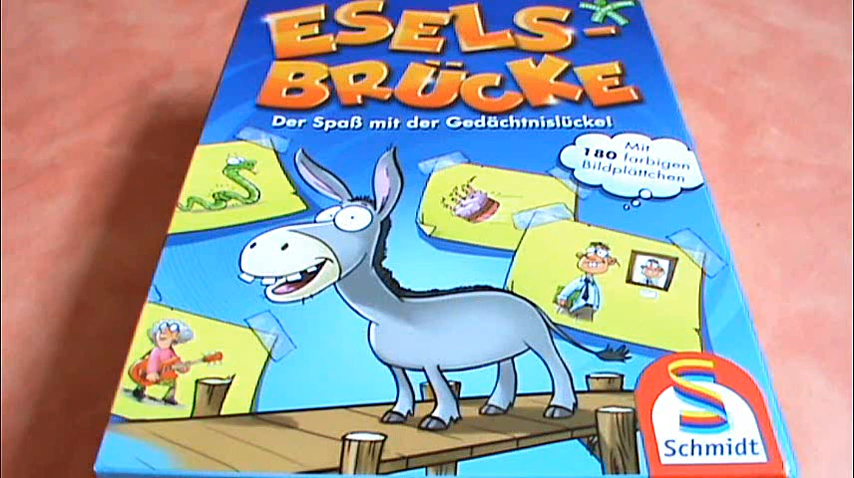 ESELS-
BRÜCKE
Der Spaß mit der Gedächtnislücke!
Mit
180 farbigen
Bildplättchen
Schmidt